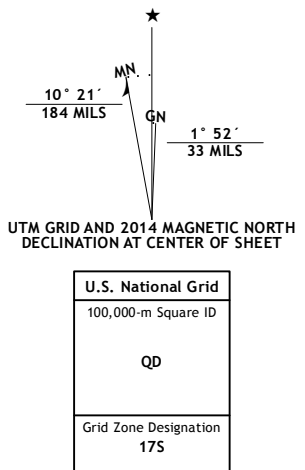 MN
GN
10° 21´
184 MILS
1° 52´
33 MILS
UTM GRID AND 2014 MAGNETIC NORTH
DECLINATION AT CENTER OF SHEET
U.S. National Grid
100,000-m Square ID
QD
Grid Zone Designation
17S